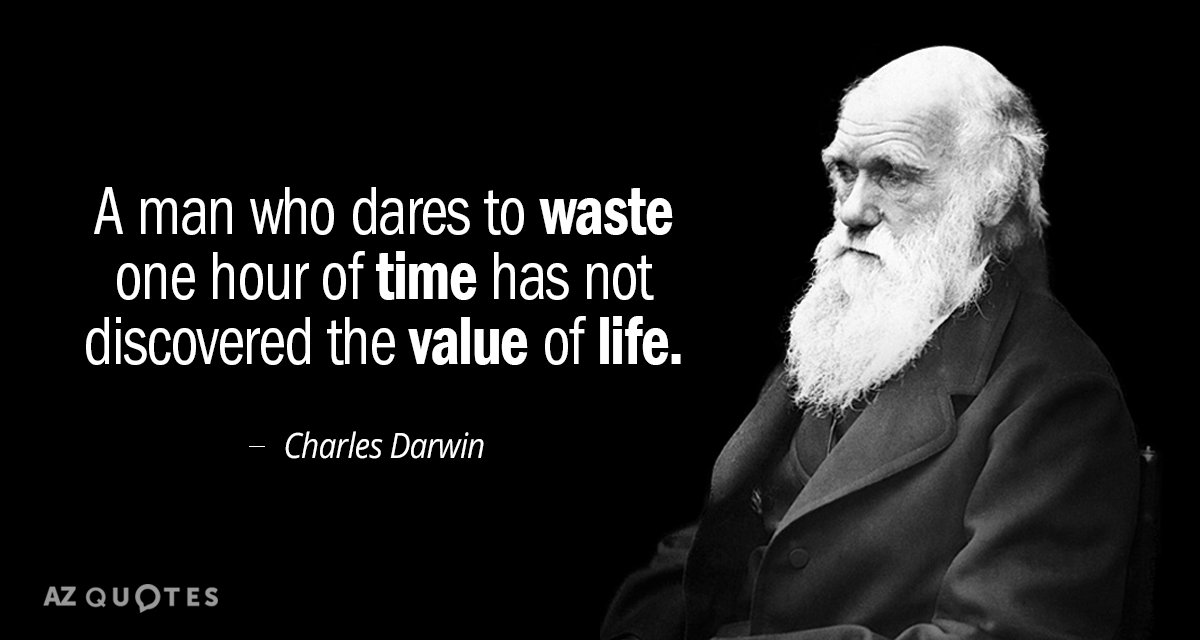 A man who dares to waste
one hour of time has not
discovered the value of life.
– Charles Darwin
AZ QUOTES